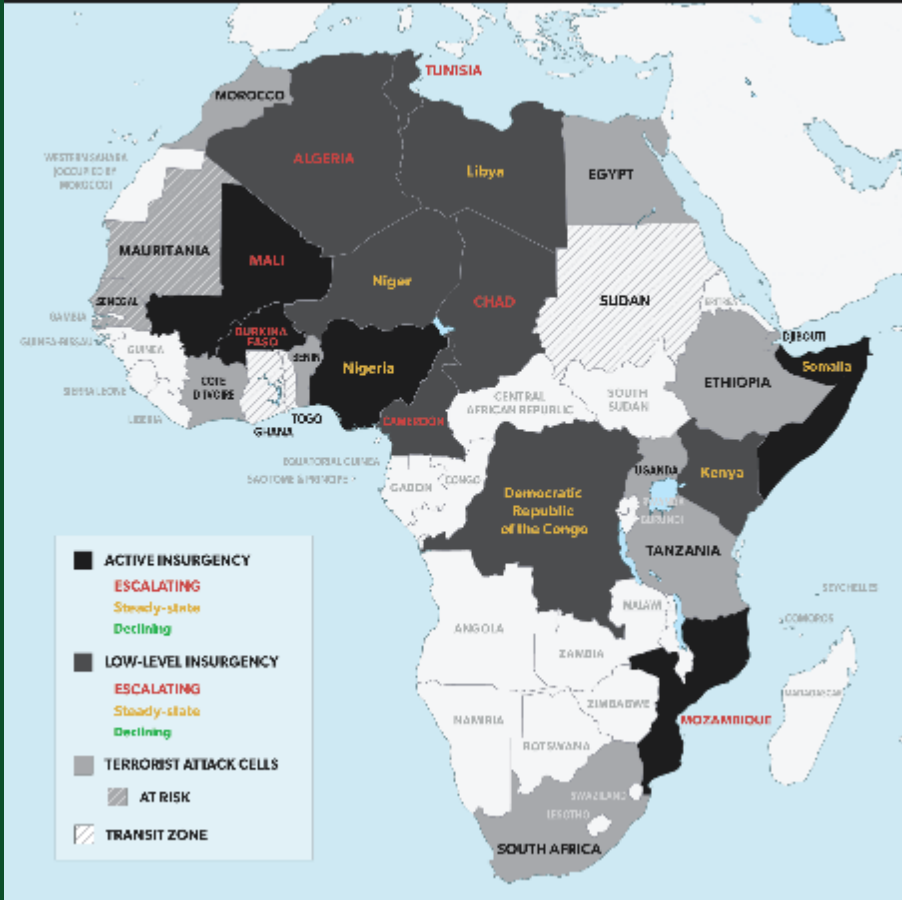 TUNISIA
MOROCCO
ALGERIA
Libya
EGYPT
WESTERN SAHARA
(OCCUPIED BY
MOROCCO)
MAURITANIA
MALI
Niger
CHAD
SUDAN
ERITREA
SENEGAL
GAMBIA
GUINEA-BISSAU
GUINEA
SIERRA LEONE
LIBERIA
BURKINA
FASO
BENIN
COTE
D'IVOIRE
GHANA
TOGO
Nigeria
CAMEROON
CENTRAL
AFRICAN REPUBLIC
SOUTH
SUDAN
ETHIOPIA
DJIBOUTI
Somalia
EQUATORIAL GUINEA
SAO TOME & PRINCIPE
GABON
CONGO
Democratic
Republic
of the Congo
UGANDA
Kenya
BURUNDI
TANZANIA
SEYCHELLES
COMOROS
MALAWI
ANGOLA
ZAMBIA
MADAGASCAR
ZIMBABWE
MOZAMBIQUE
NAMIBIA
BOTSWANA
SWAZILAND
LESOTHO
SOUTH AFRICA
ACTIVE INSURGENCY
ESCALATING
Steady-state
Declining
LOW-LEVEL INSURGENCY
ESCALATING
Steady-state
Declining
TERRORIST ATTACK CELLS
AT RISK
TRANSIT ZONE